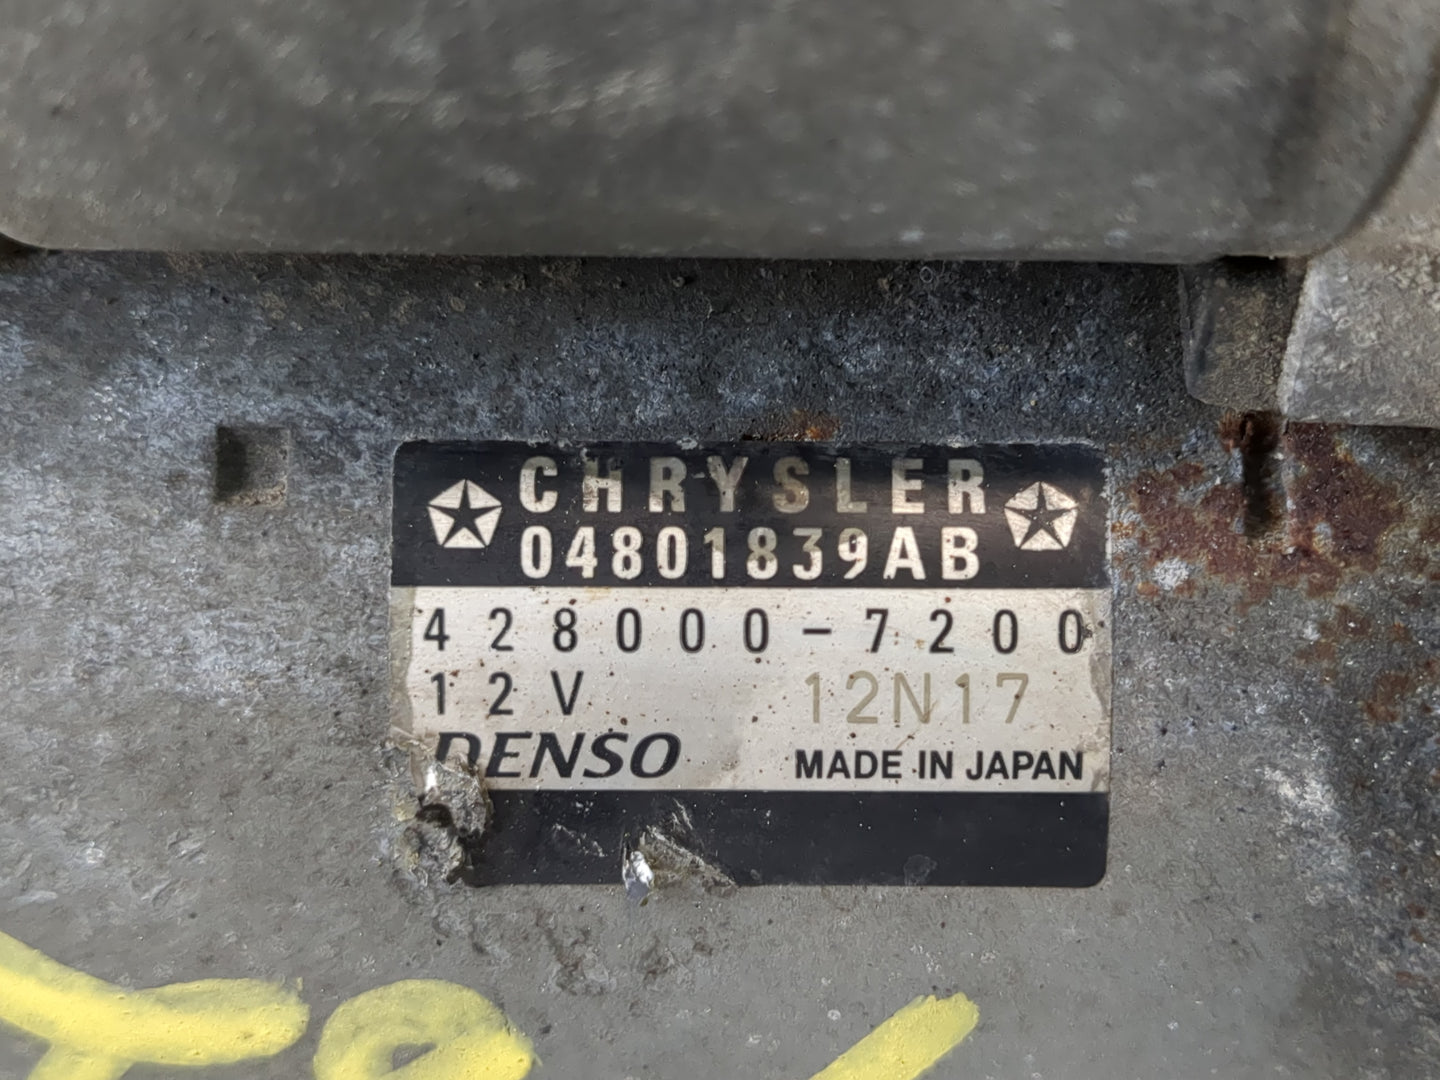 CHRYSLER
04801839AB
428000-7200
12V 12N17
DENSO MADE IN JAPAN